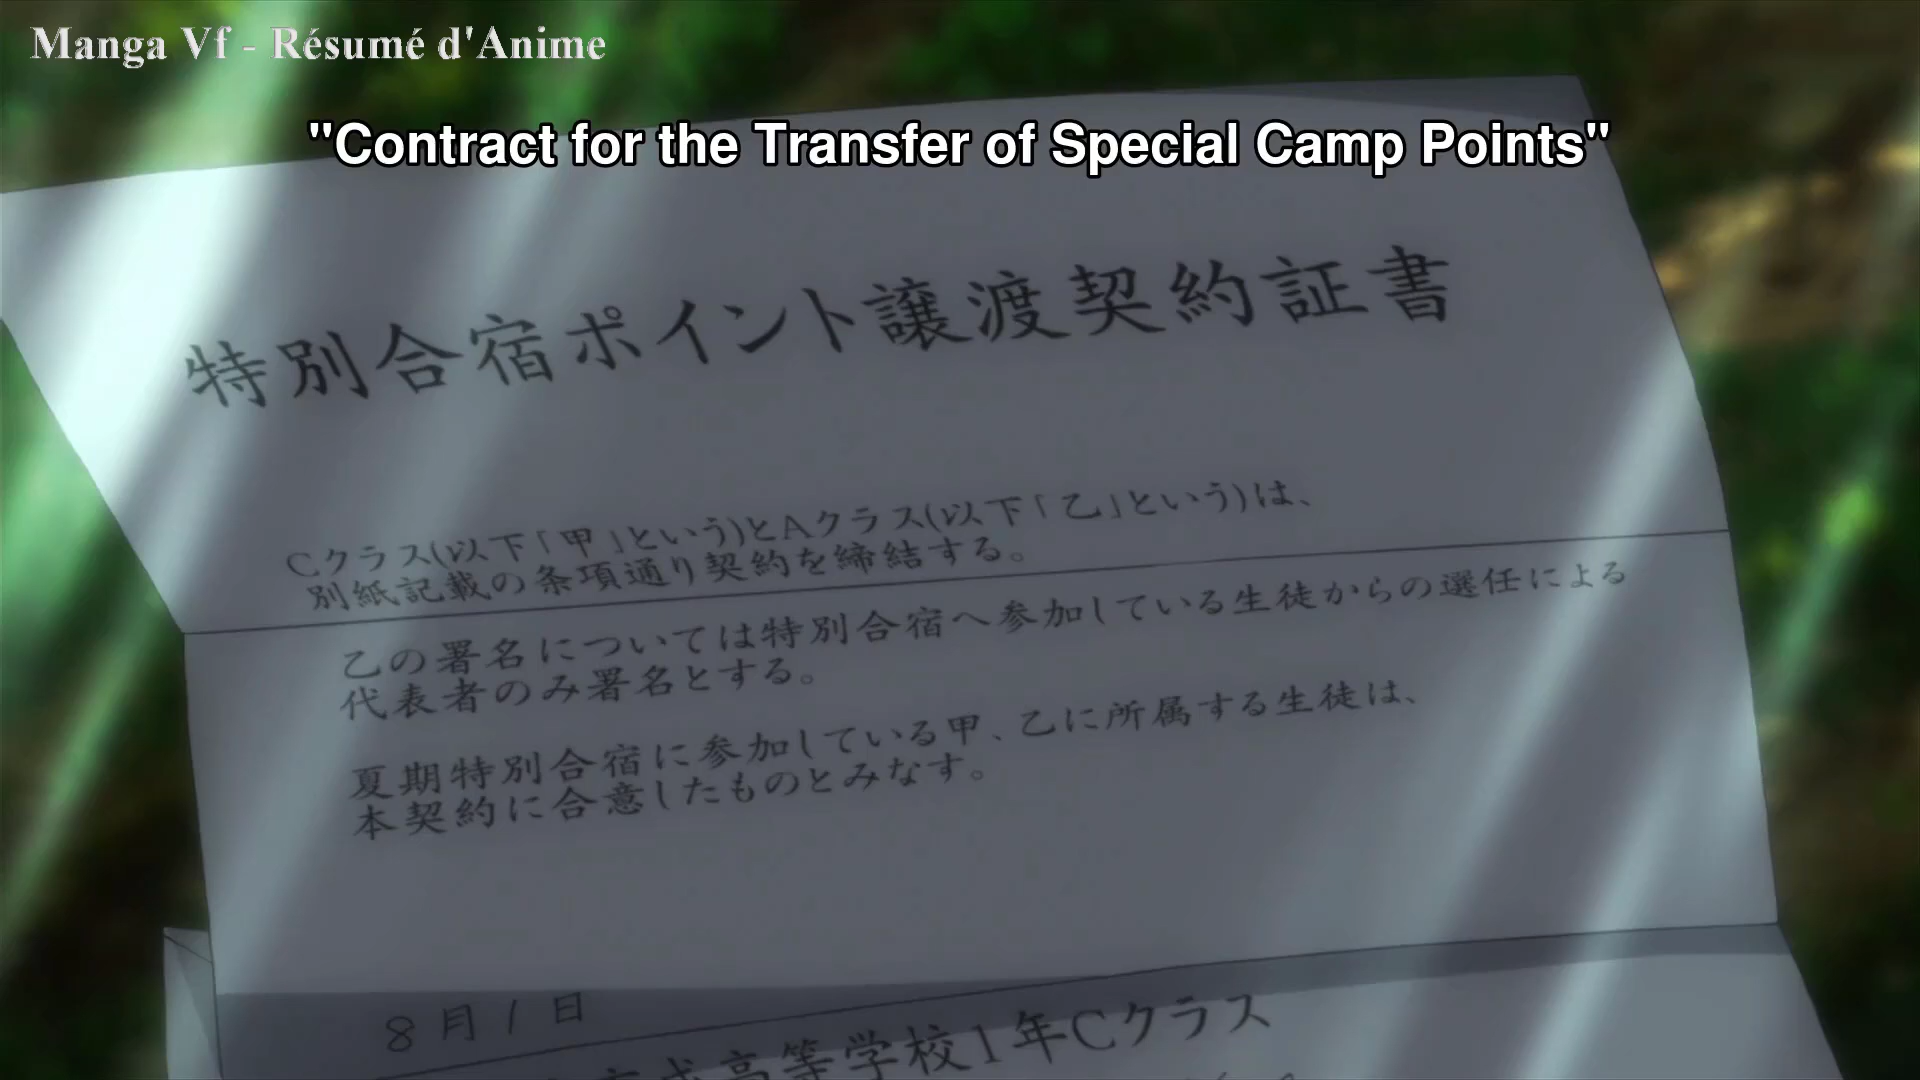 Manga Vf - Résumé d'Anime
"Contract for the Transfer of Special Camp Points"
特別合宿ポイント譲渡契約証書
Cクラス(以下「甲」という)とAクラス(以下「乙」という)は、
別紙記載の条項通り契約を締結する。
乙の署名については特別合宿へ参加している生徒からの選任による
代表者のみ署名とする。
夏期特別合宿に参加している甲、乙に所属する生徒は、
本契約に合意したものとみなす。
8月1日
高等学校1年Cクラス